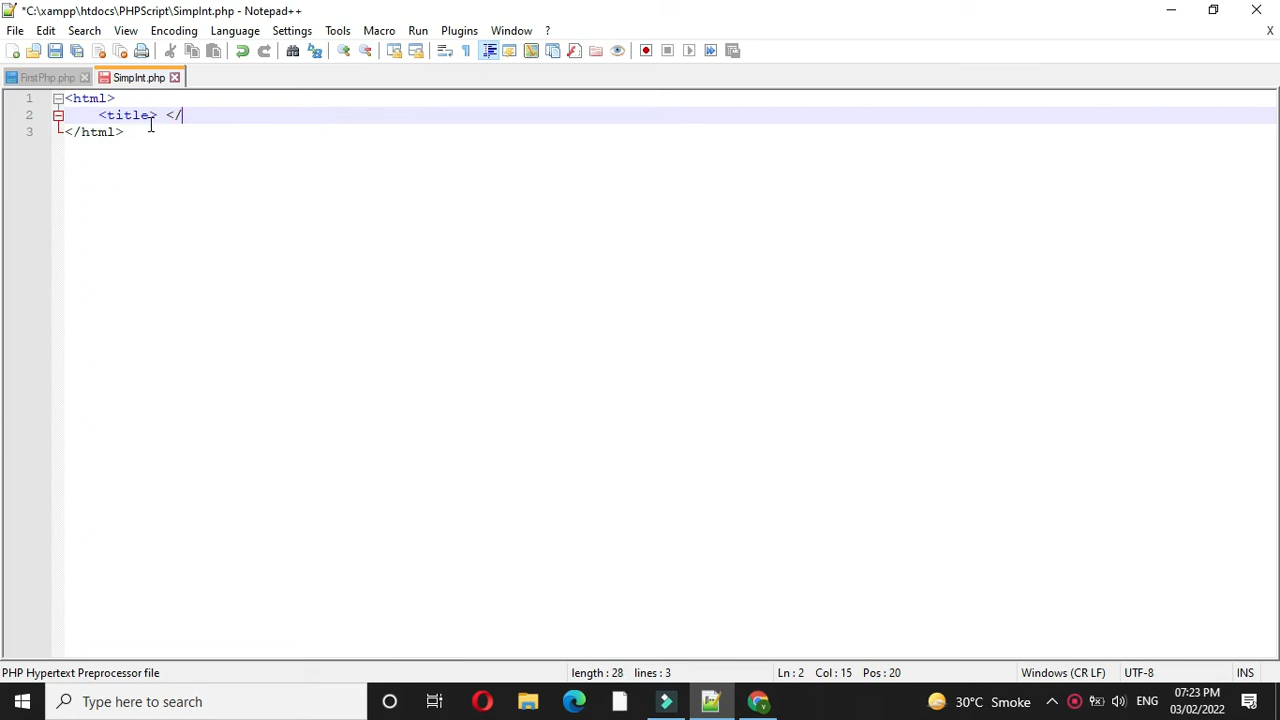 *C:\xampp\htdocs\PHPScript\SimpInt.php - Notepad++
File Edit Search View Encoding Language Settings Tools Macro Run Plugins Window ? X
FirstPhp.php SimpInt.php
1 <html>
2 <title> </
3 </html>
PHP Hypertext Preprocessor file length : 28 lines : 3 Ln : 2 Col : 15 Pos : 20 Windows (CR LF) UTF-8 INS
Type here to search 30°C Smoke ENG 07:23 PM
03/02/2022